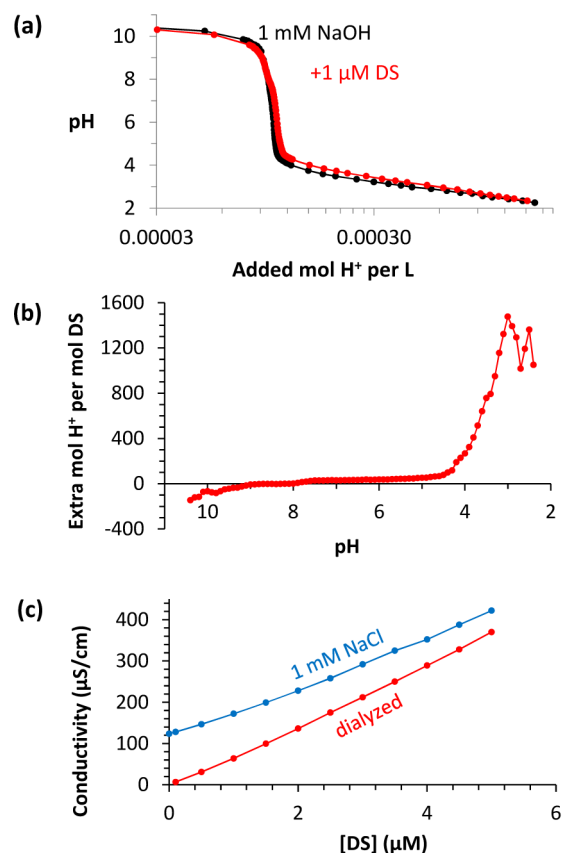 (a)
1 mM NaOH
+1 µM DS
pH
10
8
6
4
2
0.00003
0.00030
Added mol H⁺ per L
(b)
Extra mol H⁺ per mol DS
1600
1200
800
400
0
-400
10
8
6
4
2
pH
(c)
Conductivity (µS/cm)
400
300
200
100
0
1 mM NaCl
dialyzed
0
2
4
6
[DS] (µM)